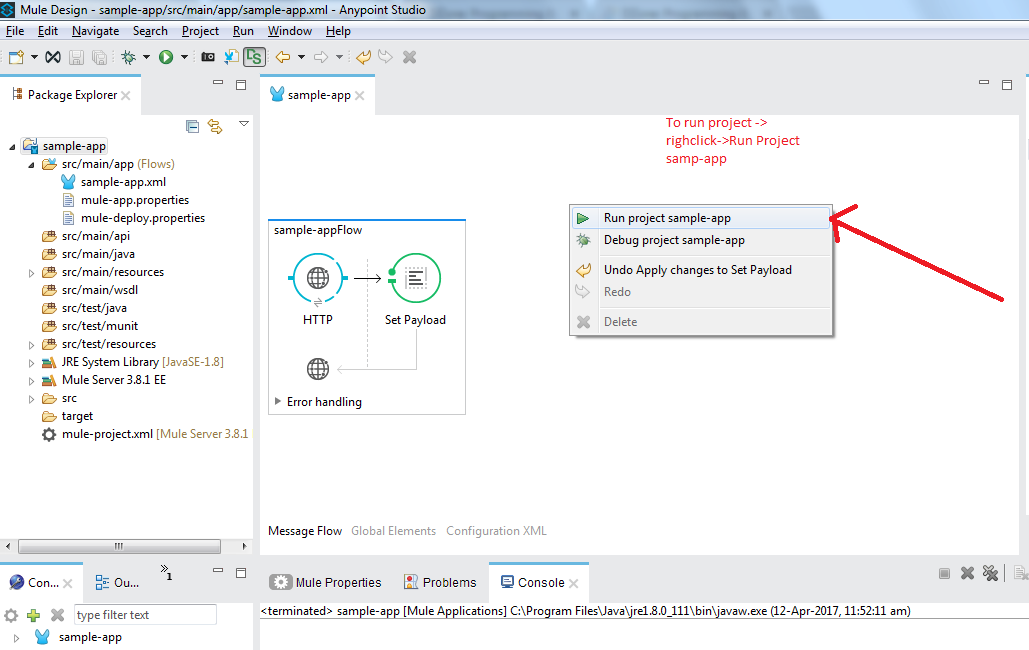 Mule Design - sample-app/src/main/app/sample-app.xml - Anypoint Studio
File Edit Navigate Search Project Run Window Help
Package Explorer
sample-app
sample-app
src/main/app (Flows)
sample-app.xml
mule-app.properties
mule-deploy.properties
src/main/api
src/main/java
src/main/resources
src/main/wsdl
src/test/java
src/test/munit
src/test/resources
JRE System Library [JavaSE-1.8]
Mule Server 3.8.1 EE
src
target
mule-project.xml [Mule Server 3.8.1
To run project ->
righclick->Run Project
samp-app
sample-appFlow
HTTP
Set Payload
Error handling
Run project sample-app
Debug project sample-app
Undo Apply changes to Set Payload
Redo
Delete
Message Flow Global Elements Configuration XML
Con...
Ou...
1
type filter text
sample-app
Mule Properties
Problems
Console
<terminated> sample-app [Mule Applications] C:\Program Files\Java\jre1.8.0_111\bin\javaw.exe (12-Apr-2017, 11:52:11 am)